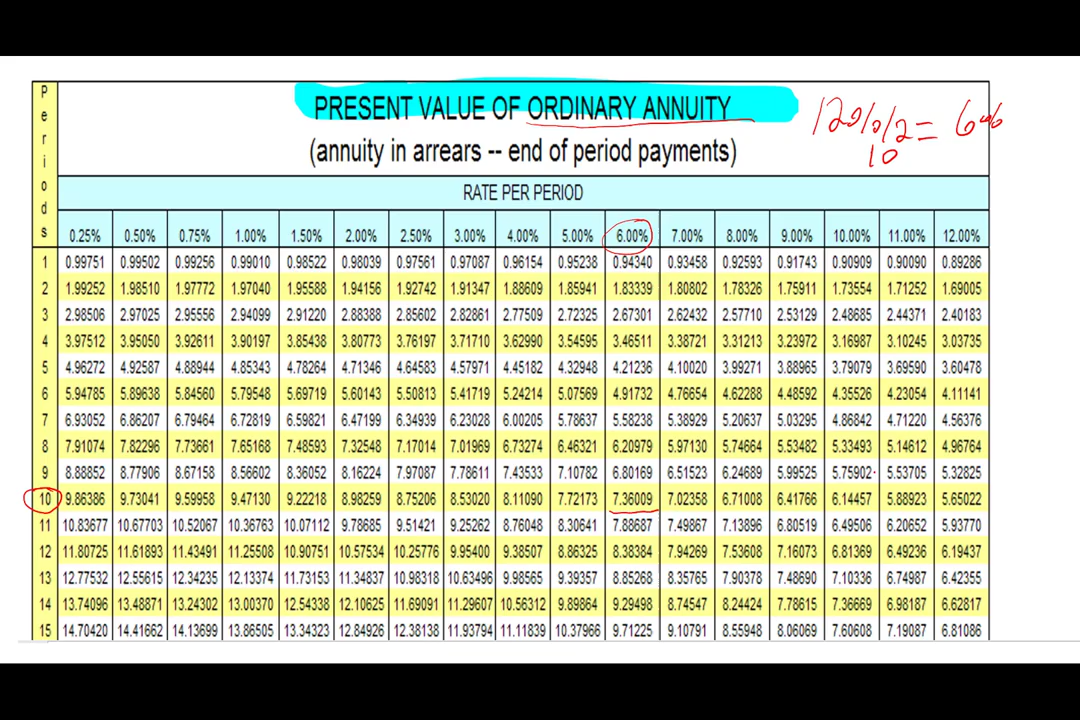 PRESENT VALUE OF ORDINARY ANNUITY
12%/2 = 6%
10
(annuity in arrears -- end of period payments)
Periods
RATE PER PERIOD
0.25% 0.50% 0.75% 1.00% 1.50% 2.00% 2.50% 3.00% 4.00% 5.00% 6.00% 7.00% 8.00% 9.00% 10.00% 11.00% 12.00%
1 0.99751 0.99502 0.99256 0.99010 0.98522 0.98039 0.97561 0.97087 0.96154 0.95238 0.94340 0.93458 0.92593 0.91743 0.90909 0.90090 0.89286
2 1.99252 1.98510 1.97772 1.97040 1.95588 1.94156 1.92742 1.91347 1.88609 1.85941 1.83339 1.80802 1.78326 1.75911 1.73554 1.71252 1.69005
3 2.98506 2.97025 2.95556 2.94099 2.91220 2.88388 2.85602 2.82861 2.77509 2.72325 2.67301 2.62432 2.57710 2.53129 2.48685 2.44371 2.40183
4 3.97512 3.95050 3.92611 3.90197 3.85438 3.80773 3.76197 3.71710 3.62990 3.54595 3.46511 3.38721 3.31213 3.23972 3.16987 3.10245 3.03735
5 4.96272 4.92587 4.88944 4.85343 4.78264 4.71346 4.64583 4.57971 4.45182 4.32948 4.21236 4.10020 3.99271 3.88965 3.79079 3.69590 3.60478
6 5.94785 5.89638 5.84560 5.79548 5.69719 5.60143 5.50813 5.41719 5.24214 5.07569 4.91732 4.76654 4.62288 4.48592 4.35526 4.23054 4.11141
7 6.93052 6.86207 6.79464 6.72819 6.59821 6.47199 6.34939 6.23028 6.00205 5.78637 5.58238 5.38929 5.20637 5.03295 4.86842 4.71220 4.56376
8 7.91074 7.82296 7.73661 7.65168 7.48593 7.32548 7.17014 7.01969 6.73274 6.46321 6.20979 5.97130 5.74664 5.53482 5.33493 5.14612 4.96764
9 8.88852 8.77906 8.67158 8.56602 8.36052 8.16224 7.97087 7.78611 7.43533 7.10782 6.80169 6.51523 6.24689 5.99525 5.75902 5.53705 5.32825
10 9.86386 9.73041 9.59958 9.47130 9.22218 8.98259 8.75206 8.53020 8.11090 7.72173 7.36009 7.02358 6.71008 6.41766 6.14457 5.88923 5.65022
11 10.83677 10.67703 10.52067 10.36763 10.07112 9.78685 9.51421 9.25262 8.76048 8.30641 7.88687 7.49867 7.13896 6.80519 6.49506 6.20652 5.93770
12 11.80725 11.61893 11.43491 11.25508 10.90751 10.57534 10.25776 9.95400 9.38507 8.86325 8.38384 7.94269 7.53608 7.16073 6.81369 6.49236 6.19437
13 12.77532 12.55615 12.34235 12.13374 11.73153 11.34837 10.98318 10.63496 9.98565 9.39357 8.85268 8.35765 7.90378 7.48690 7.10336 6.74987 6.42355
14 13.74096 13.48871 13.24302 13.00370 12.54338 12.10625 11.69091 11.29607 10.56312 9.89864 9.29498 8.74547 8.24424 7.78615 7.36669 6.98187 6.62817
15 14.70420 14.41662 14.13699 13.86505 13.34323 12.84926 12.38138 11.93794 11.11839 10.37966 9.71225 9.10791 8.55948 8.06069 7.60608 7.19087 6.81086